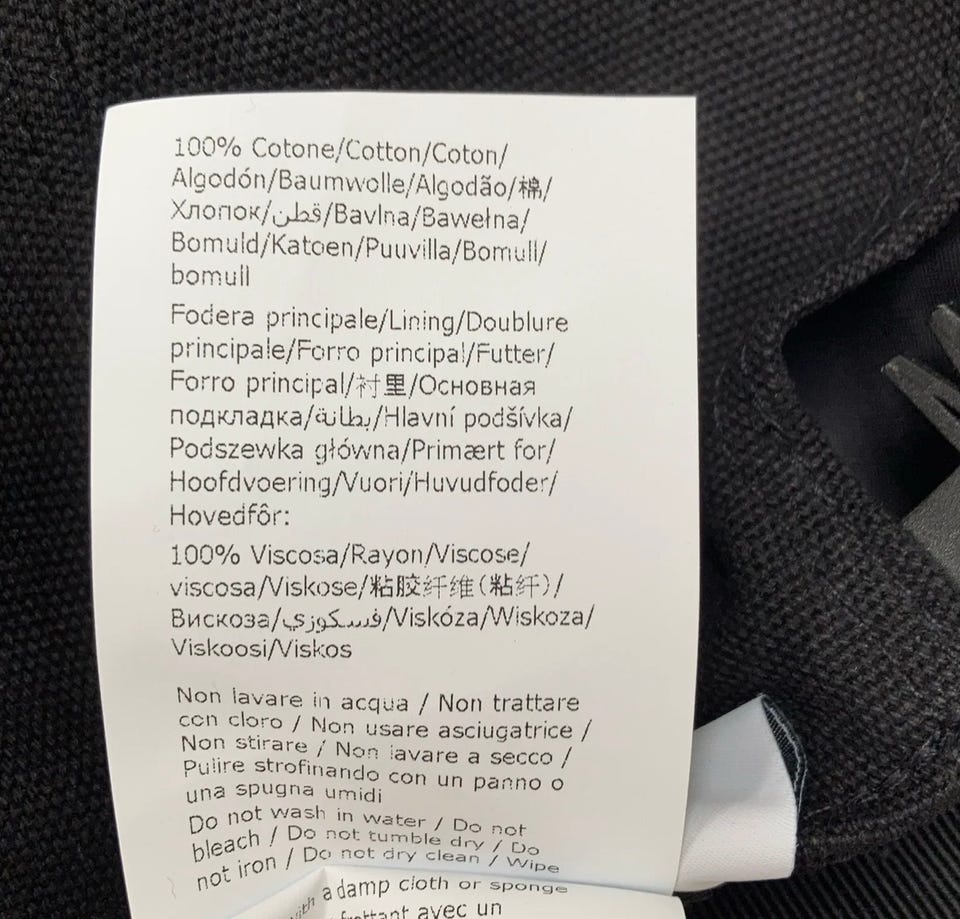 100% Cotone/Cotton/Coton/
Algodón/Baumwolle/Algodão/棉/
Хлопок/قطن/Bavlna/Bawełna/
Bomuld/Katoen/Puuvilla/Bomull/
bomull
Fodera principale/Lining/Doublure
principale/Forro principal/Futter/
Forro principal/衬里/Основная
подкладка/بطانة/Hlavní podšívka/
Podszewka główna/Primært for/
Hoofdvoering/Vuori/Huvudfoder/
Hovedfôr:
100% Viscosa/Rayon/Viscose/
viscosa/Viskose/粘胶纤维(粘纤)/
Вискоза/فسكوزي/Viskóza/Wiskoza/
Viskoosi/Viskos
Non lavare in acqua / Non trattare
con cloro / Non usare asciugatrice /
Non stirare / Non lavare a secco /
Pulire strofinando con un panno o
una spugna umidi
Do not wash in water / Do not
bleach / Do not tumble dry / Do
not iron / Do not dry clean / Wipe
with a damp cloth or sponge
frottant avec un